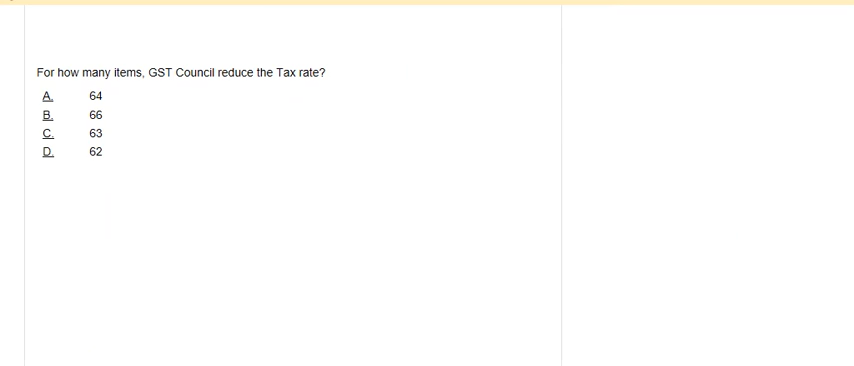 For how many items, GST Council reduce the Tax rate?
A. 64
B. 66
C. 63
D. 62